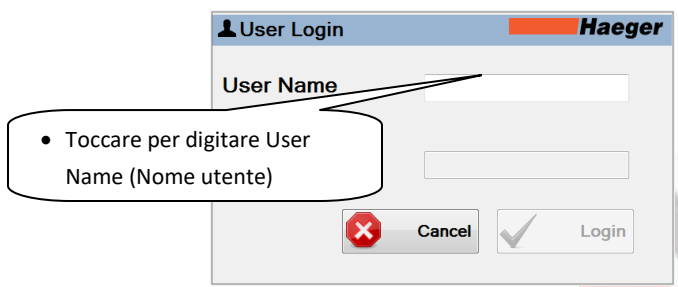 User Login
Haeger
User Name
• Toccare per digitare User
Name (Nome utente)
Cancel
Login